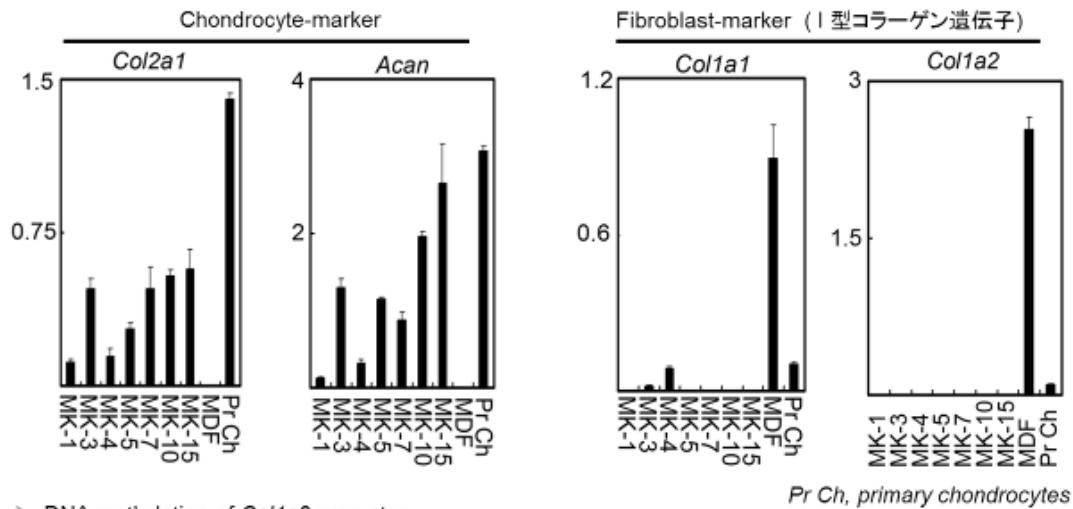 Chondrocyte-marker
Fibroblast-marker (Ⅰ型コラーゲン遺伝子)
Col2a1
Acan
Col1a1
Col1a2
1.5
0.75
4
2
1.2
0.6
3
1.5
MK-1
MK-3
MK-4
MK-5
MK-7
MK-10
MK-15
MDF
Pr Ch
MK-1
MK-3
MK-4
MK-5
MK-7
MK-10
MK-15
MDF
Pr Ch
MK-1
MK-3
MK-4
MK-5
MK-7
MK-10
MK-15
MDF
Pr Ch
MK-1
MK-3
MK-4
MK-5
MK-7
MK-10
MK-15
MDF
Pr Ch
Pr Ch, primary chondrocytes